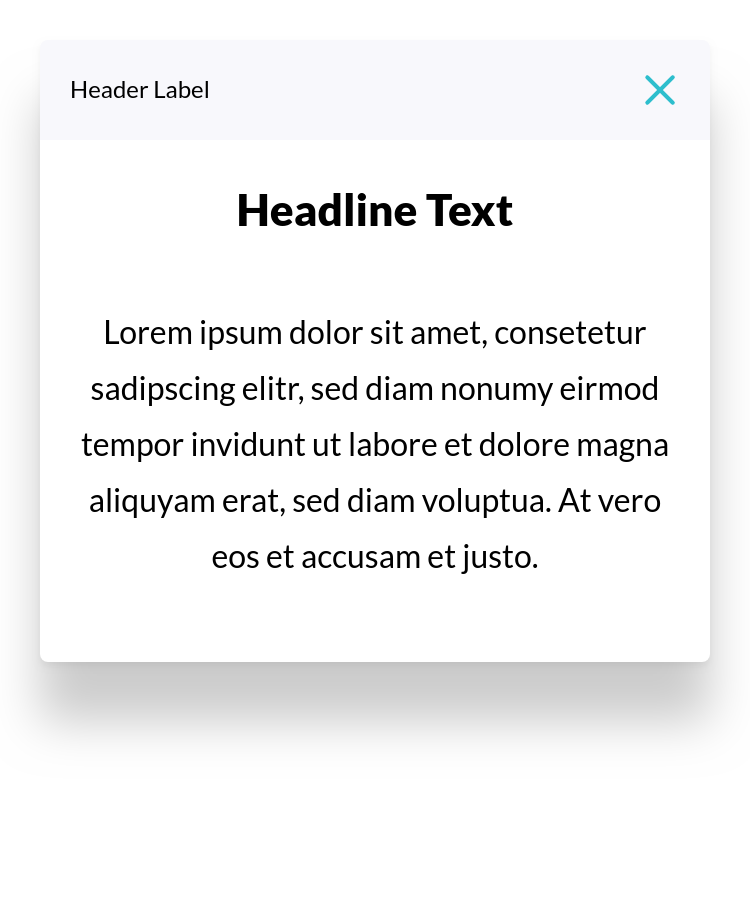 Header Label
Headline Text
Lorem ipsum dolor sit amet, consetetur
sadipscing elitr, sed diam nonumy eirmod
tempor invidunt ut labore et dolore magna
aliquyam erat, sed diam voluptua. At vero
eos et accusam et justo.